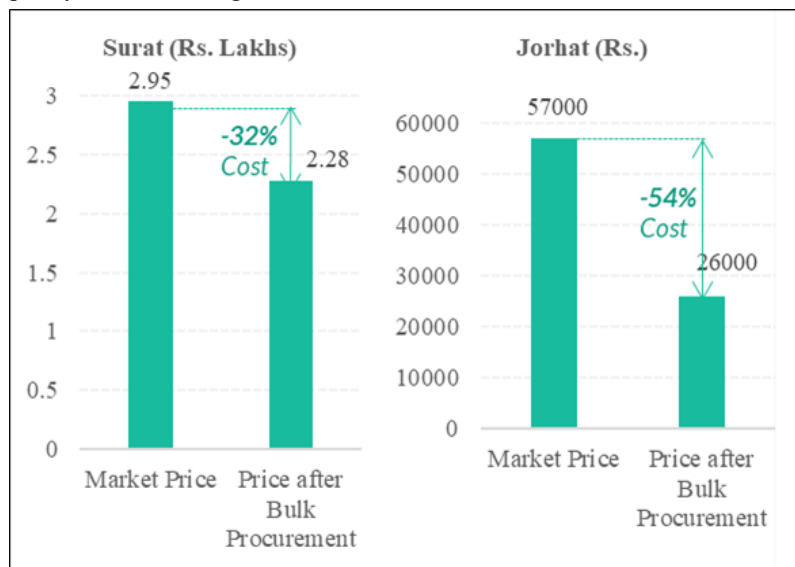 Surat (Rs. Lakhs)
2.95
3
2.5
2
1.5
1
0.5
0
-32%
Cost
2.28
Market Price
Price after
Bulk
Procurement
Jorhat (Rs.)
57000
60000
50000
40000
30000
20000
10000
0
-54%
Cost
26000
Market Price
Price after
Bulk
Procurement